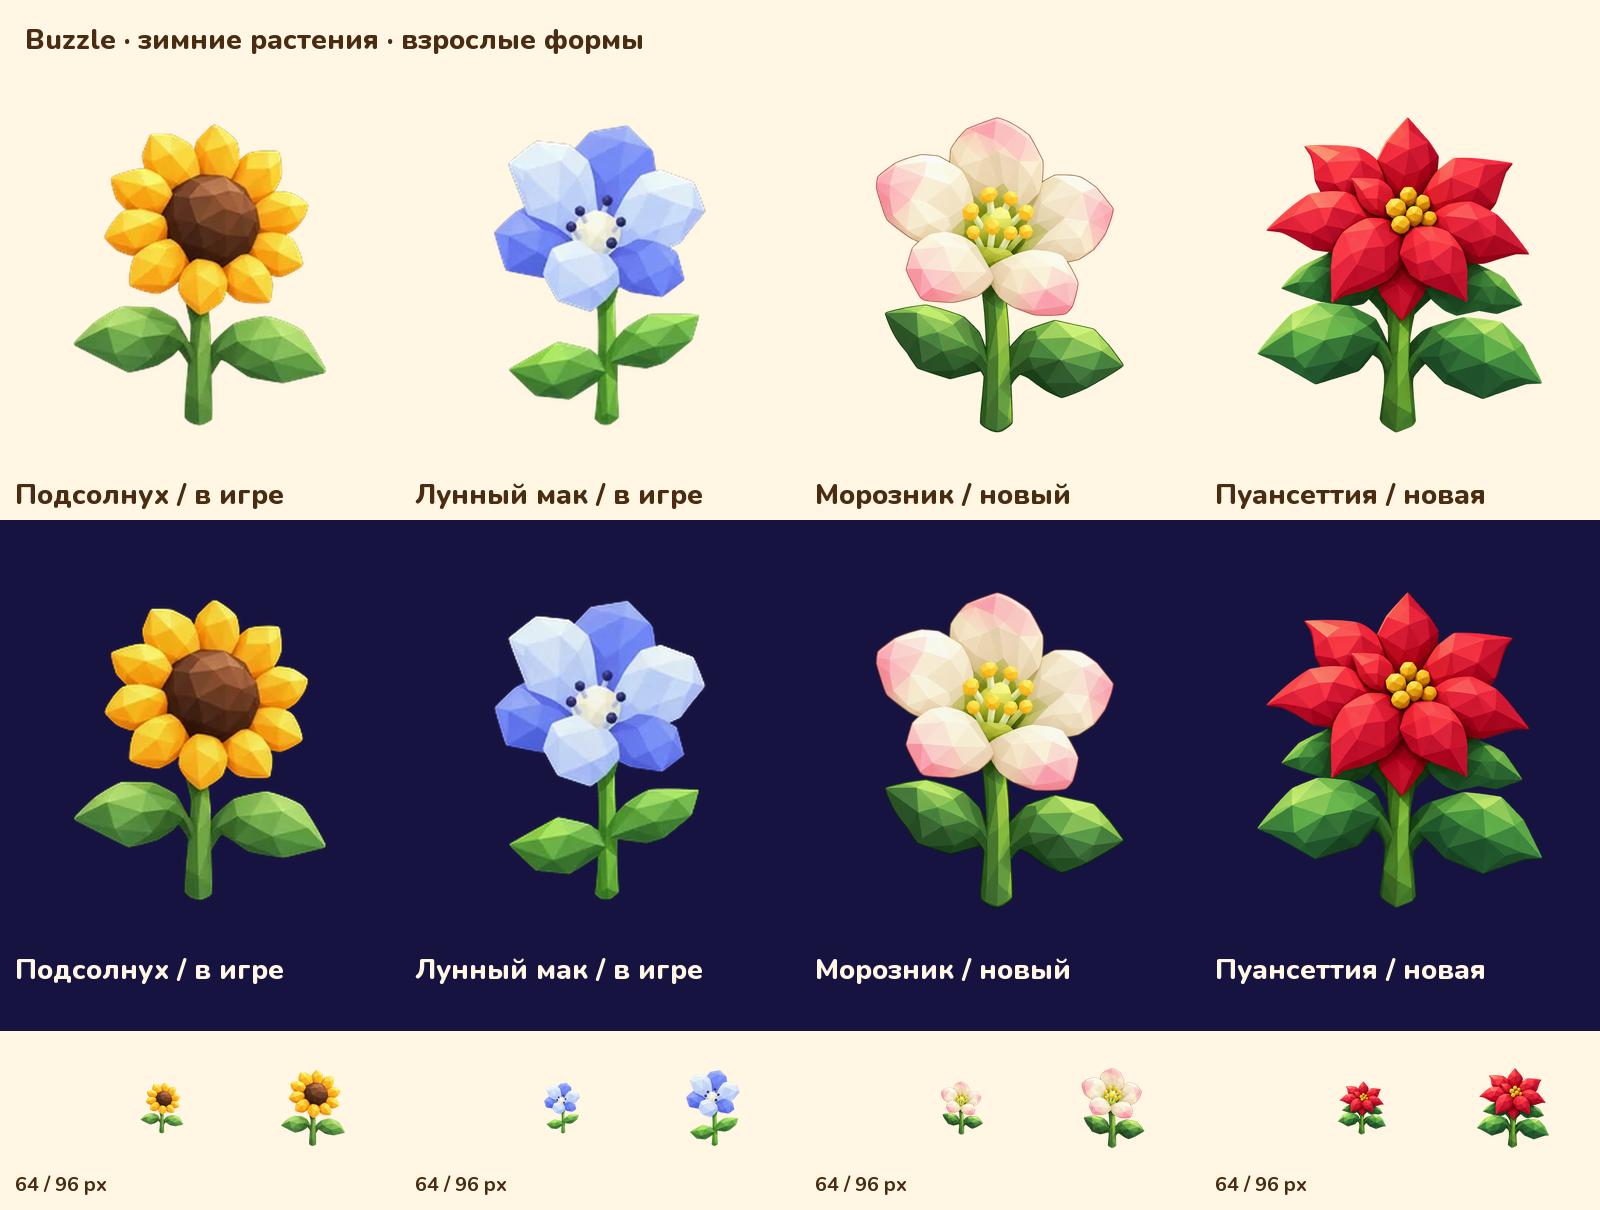 Buzzle · зимние растения · взрослые формы
Подсолнух / в игре
Лунный мак / в игре
Морозник / новый
Пуансеттия / новая
Подсолнух / в игре
Лунный мак / в игре
Морозник / новый
Пуансеттия / новая
64 / 96 px
64 / 96 px
64 / 96 px
64 / 96 px